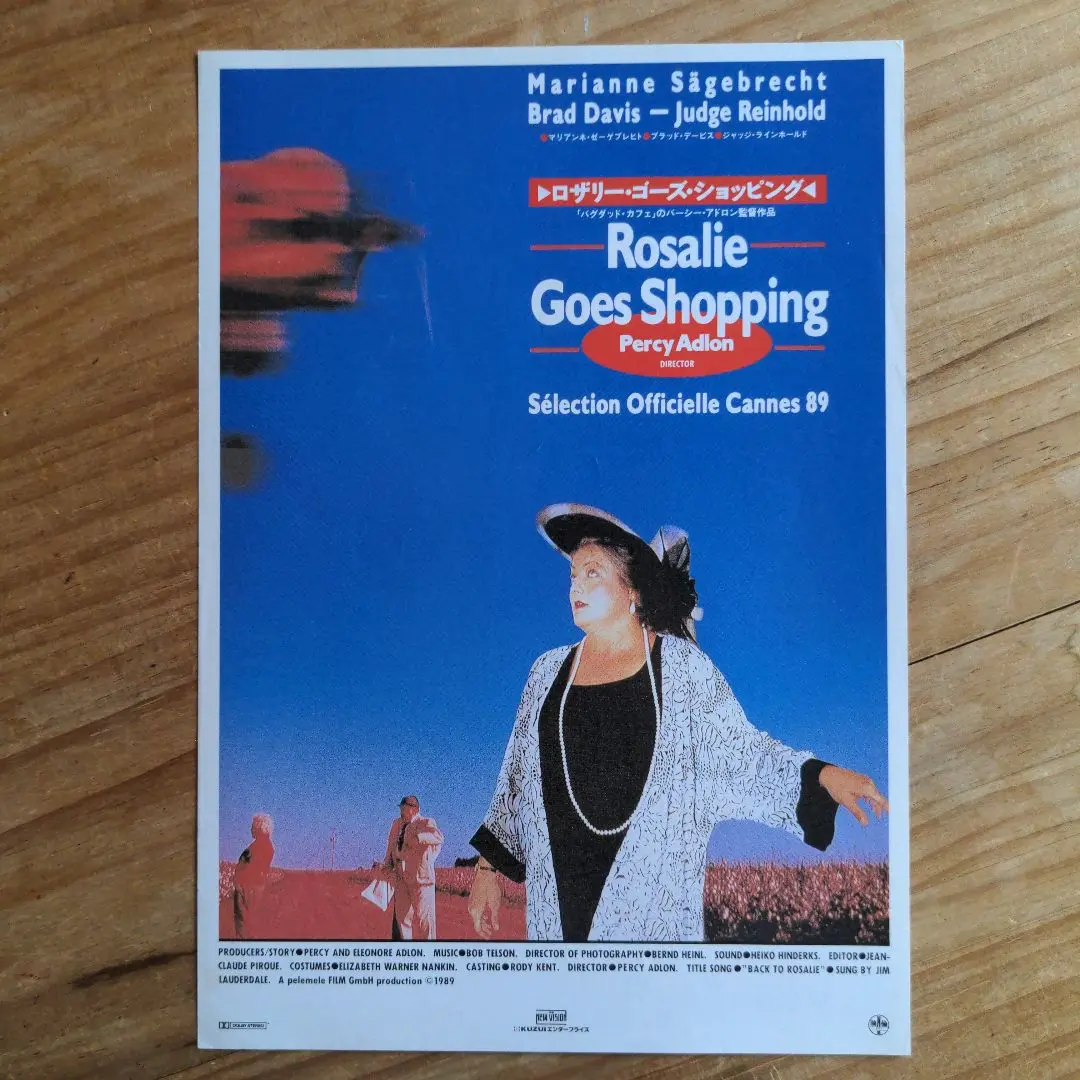 Marianne Sägebrecht
Brad Davis — Judge Reinhold
●マリアンネ・ゼーゲブレヒト●ブラッド・デービス●ジャッジ・ラインホールド
▶ロザリー・ゴーズ・ショッピング◀
「バグダッド・カフェ」のパーシー・アドロン監督作品
Rosalie
Goes Shopping
Percy Adlon
DIRECTOR
Sélection Officielle Cannes 89
PRODUCERS/STORY●PERCY AND ELEONORE ADLON. MUSIC●BOB TELSON. DIRECTOR OF PHOTOGRAPHY●BERND HEINL. SOUND●HEIKO HINDERKS. EDITOR●JEAN-
CLAUDE PIROUE. COSTUMES●ELIZABETH WARNER NANKIN. CASTING●RODY KENT. DIRECTOR●PERCY ADLON. TITLE SONG●"BACK TO ROSALIE"●SUNG BY JIM
LAUDERDALE. A pelemele FILM GmbH production ©1989
DOLBY STEREO
NEW VISION
KUZUIエンタープライズ